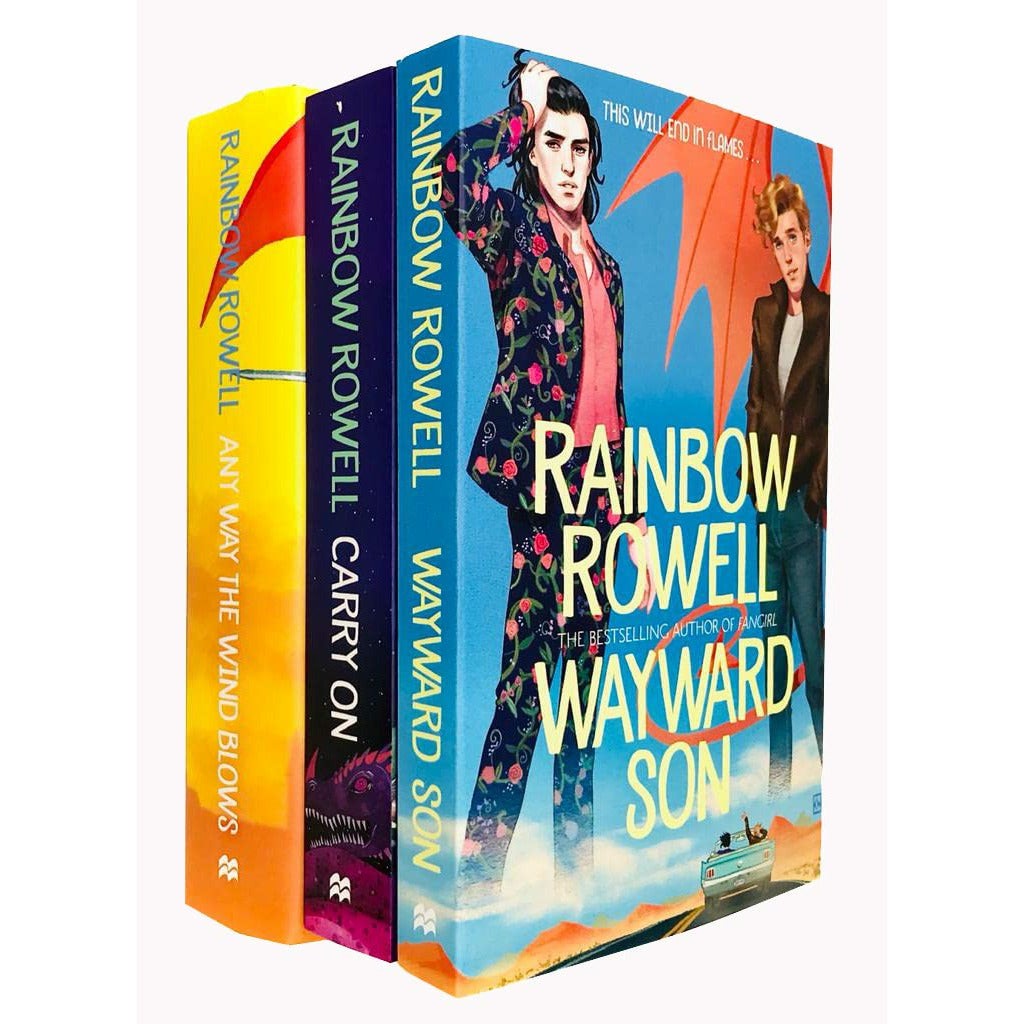 RAINBOW ROWELL ANY WAY THE WIND BLOWS
RAINBOW ROWELL CARRY ON
RAINBOW ROWELL WAYWARD SON
THIS WILL END IN FLAMES ...
RAINBOW
ROWELL
THE BESTSELLING AUTHOR OF FANGIRL
WAYWARD
SON